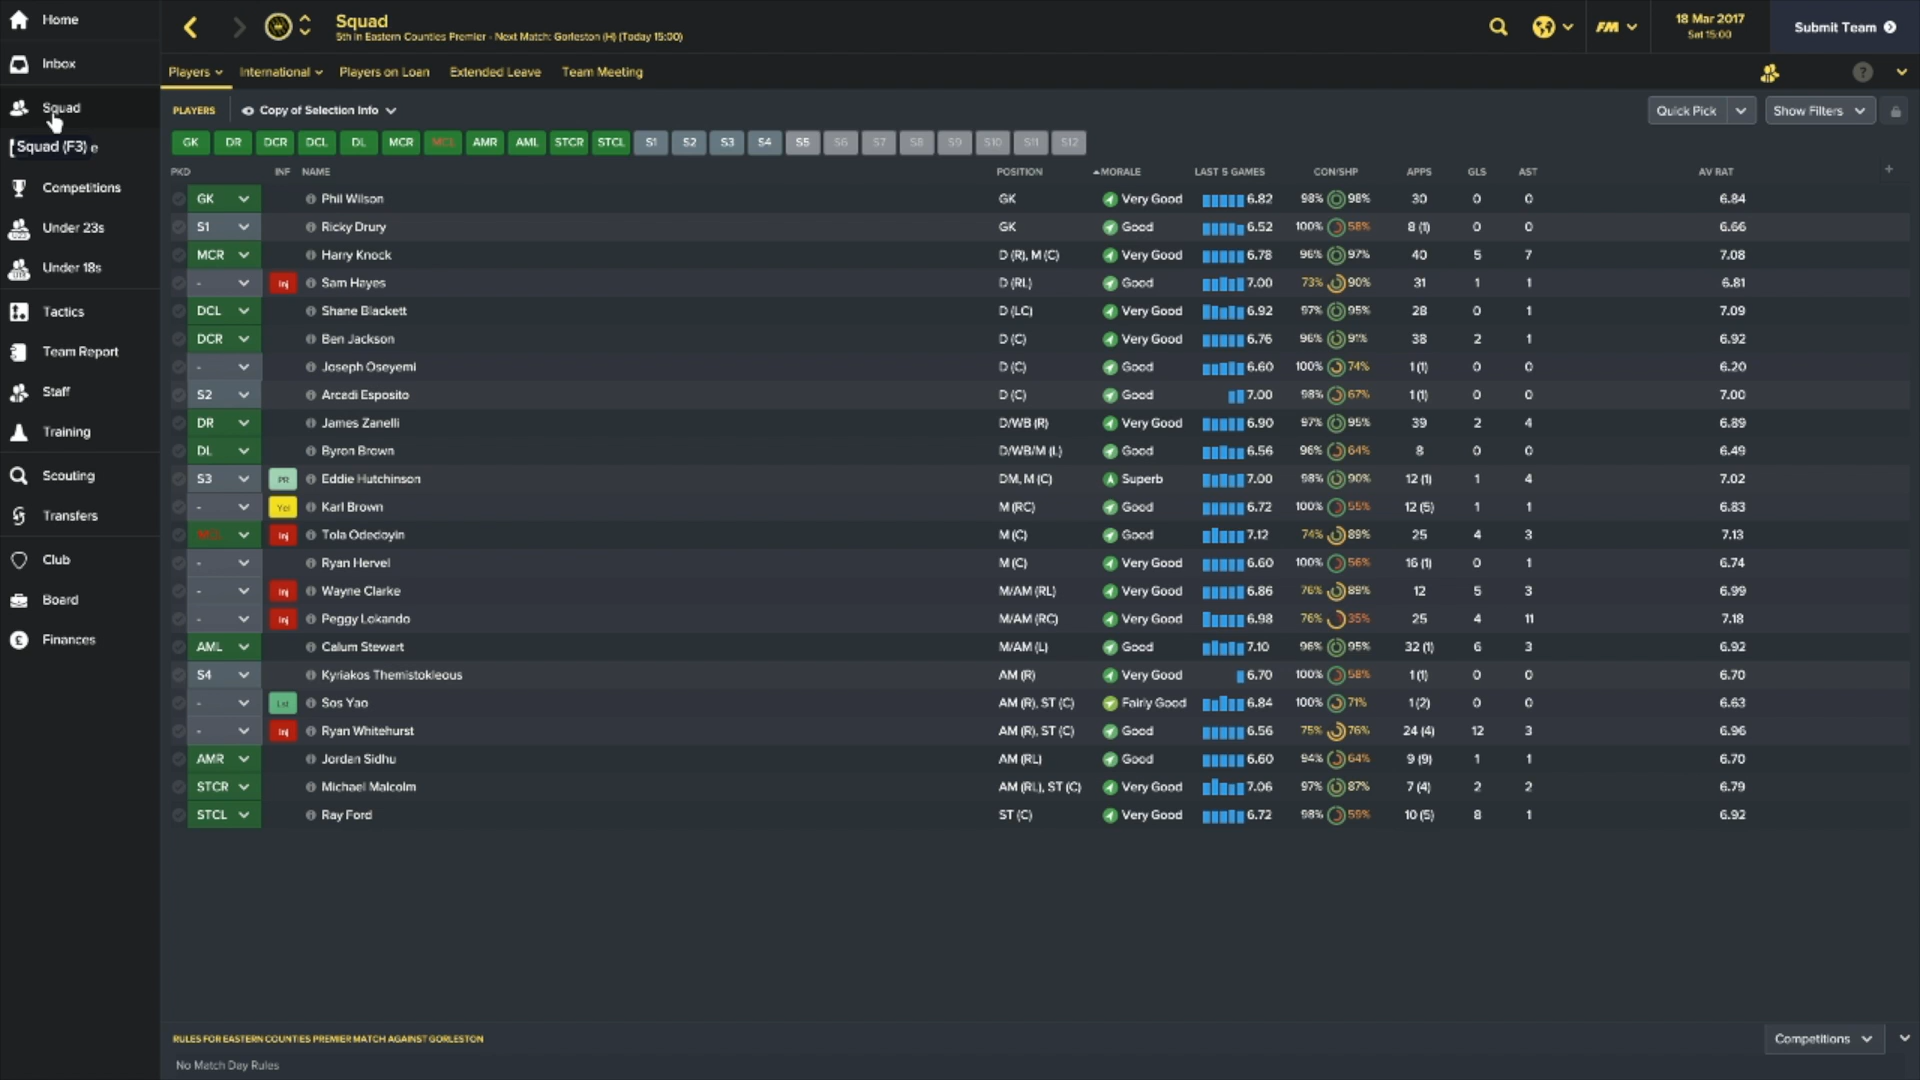 Home
Inbox
Squad
Squad (F3) e
Competitions
Under 23s
Under 18s
Tactics
Team Report
Staff
Training
Scouting
Transfers
Club
Board
Finances
Squad
5th in Eastern Counties Premier - Next Match: Gorleston (H) (Today 15:00)
FM
18 Mar 2017
Sat 15:00
Submit Team
Players International Players on Loan Extended Leave Team Meeting
?
PLAYERS Copy of Selection Info Quick Pick Show Filters
GK DR DCR DCL DL MCR MCL AMR AML STCR STCL S1 S2 S3 S4 S5 S6 S7 S8 S9 S10 S11 S12
PKD INF NAME POSITION MORALE LAST 5 GAMES CON/SHP APPS GLS AST AV RAT +
GK Phil Wilson GK Very Good 6.82 98% 98% 30 0 0 6.84
S1 Ricky Drury GK Good 6.52 100% 58% 8 (1) 0 0 6.66
MCR Harry Knock D (R), M (C) Very Good 6.78 96% 97% 40 5 7 7.08
- Inj Sam Hayes D (RL) Good 7.00 73% 90% 31 1 1 6.81
DCL Shane Blackett D (LC) Very Good 6.92 97% 95% 28 0 1 7.09
DCR Ben Jackson D (C) Very Good 6.76 96% 91% 38 2 1 6.92
- Joseph Oseyemi D (C) Good 6.60 100% 74% 1 (1) 0 0 6.20
S2 Arcadi Esposito D (C) Good 7.00 98% 67% 1 (1) 0 0 7.00
DR James Zanelli D/WB (R) Very Good 6.90 97% 95% 39 2 4 6.89
DL Byron Brown D/WB/M (L) Good 6.56 96% 64% 8 0 0 6.49
S3 PR Eddie Hutchinson DM, M (C) Superb 7.00 98% 90% 12 (1) 1 4 7.02
- Yel Karl Brown M (RC) Good 6.72 100% 55% 12 (5) 1 1 6.83
MCL Inj Tola Odedoyin M (C) Good 7.12 74% 89% 25 4 3 7.13
- Ryan Hervel M (C) Very Good 6.60 100% 56% 16 (1) 0 1 6.74
- Inj Wayne Clarke M/AM (RL) Very Good 6.86 76% 89% 12 5 3 6.99
- Inj Peggy Lokando M/AM (RC) Very Good 6.98 76% 35% 25 4 11 7.18
AML Calum Stewart M/AM (L) Good 7.10 96% 95% 32 (1) 6 3 6.92
S4 Kyriakos Themistokleous AM (R) Very Good 6.70 100% 58% 1 (1) 0 0 6.70
- Lst Sos Yao AM (R), ST (C) Fairly Good 6.84 100% 71% 1 (2) 0 0 6.63
- Inj Ryan Whitehurst AM (R), ST (C) Good 6.56 75% 76% 24 (4) 12 3 6.96
AMR Jordan Sidhu AM (RL) Good 6.60 94% 64% 9 (9) 1 1 6.70
STCR Michael Malcolm AM (RL), ST (C) Very Good 7.06 97% 87% 7 (4) 2 2 6.79
STCL Ray Ford ST (C) Very Good 6.72 98% 59% 10 (5) 8 1 6.92
RULES FOR EASTERN COUNTIES PREMIER MATCH AGAINST GORLESTON Competitions
No Match Day Rules